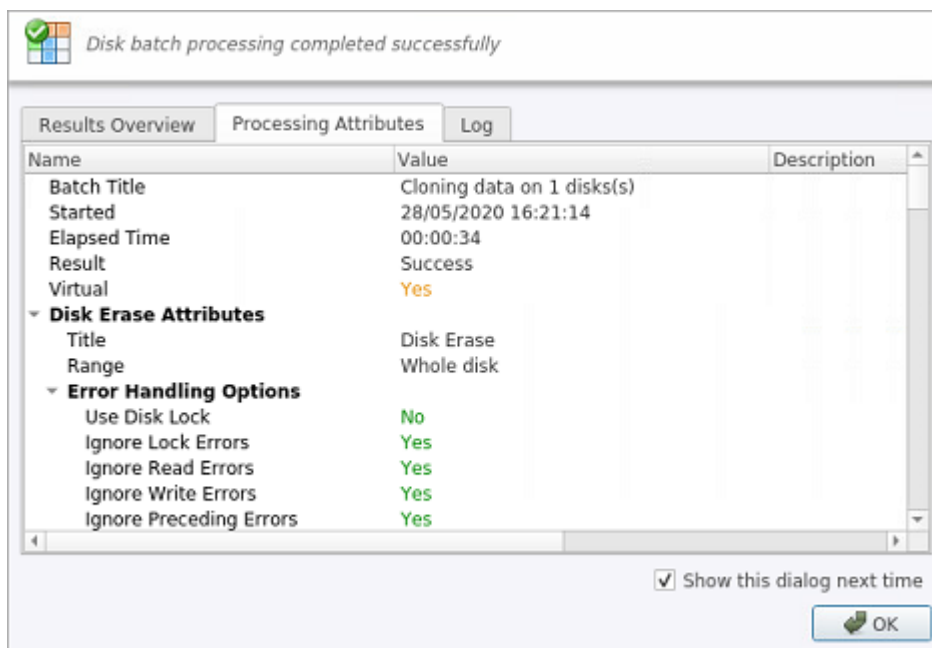 Disk batch processing completed successfully
Results Overview Processing Attributes Log
Name Value Description
Batch Title Cloning data on 1 disks(s)
Started 28/05/2020 16:21:14
Elapsed Time 00:00:34
Result Success
Virtual Yes
Disk Erase Attributes
Title Disk Erase
Range Whole disk
Error Handling Options
Use Disk Lock No
Ignore Lock Errors Yes
Ignore Read Errors Yes
Ignore Write Errors Yes
Ignore Preceding Errors Yes
Show this dialog next time
OK